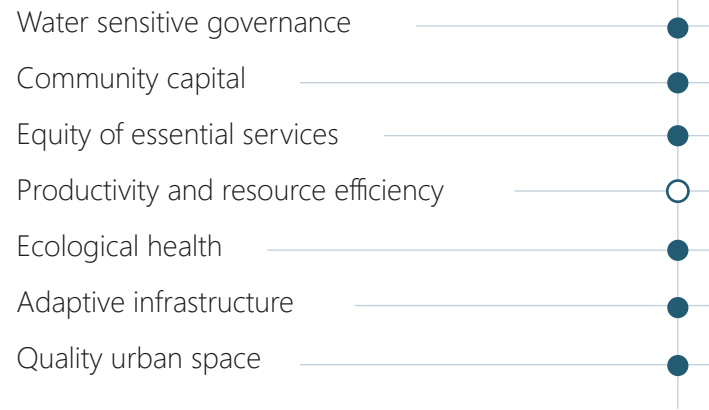 Water sensitive governance
Community capital
Equity of essential services
Productivity and resource efficiency
Ecological health
Adaptive infrastructure
Quality urban space